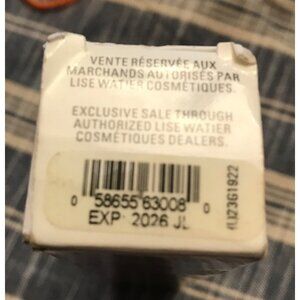 VENTE RÉSERVÉE AUX
MARCHANDS AUTORISÉS PAR
LISE WATIER COSMÉTIQUES.
EXCLUSIVE SALE THROUGH
AUTHORIZED LISE WATIER
COSMÉTIQUES DEALERS.
0 58655 63008 0
EXP: 2026 JL